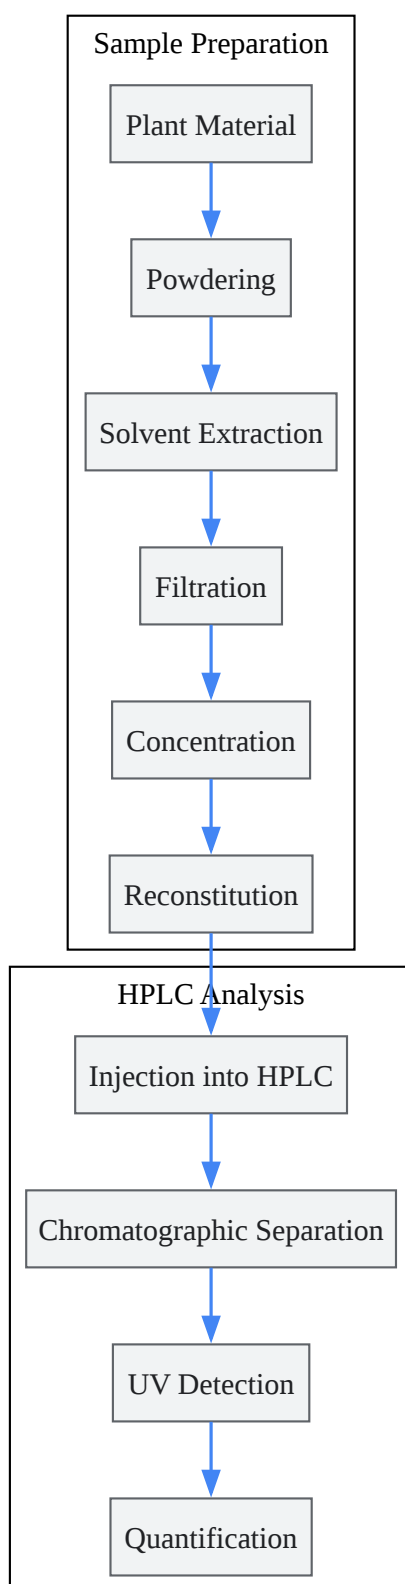 Sample Preparation
Plant Material
Powdering
Solvent Extraction
Filtration
Concentration
Reconstitution
HPLC Analysis
Injection into HPLC
Chromatographic Separation
UV Detection
Quantification